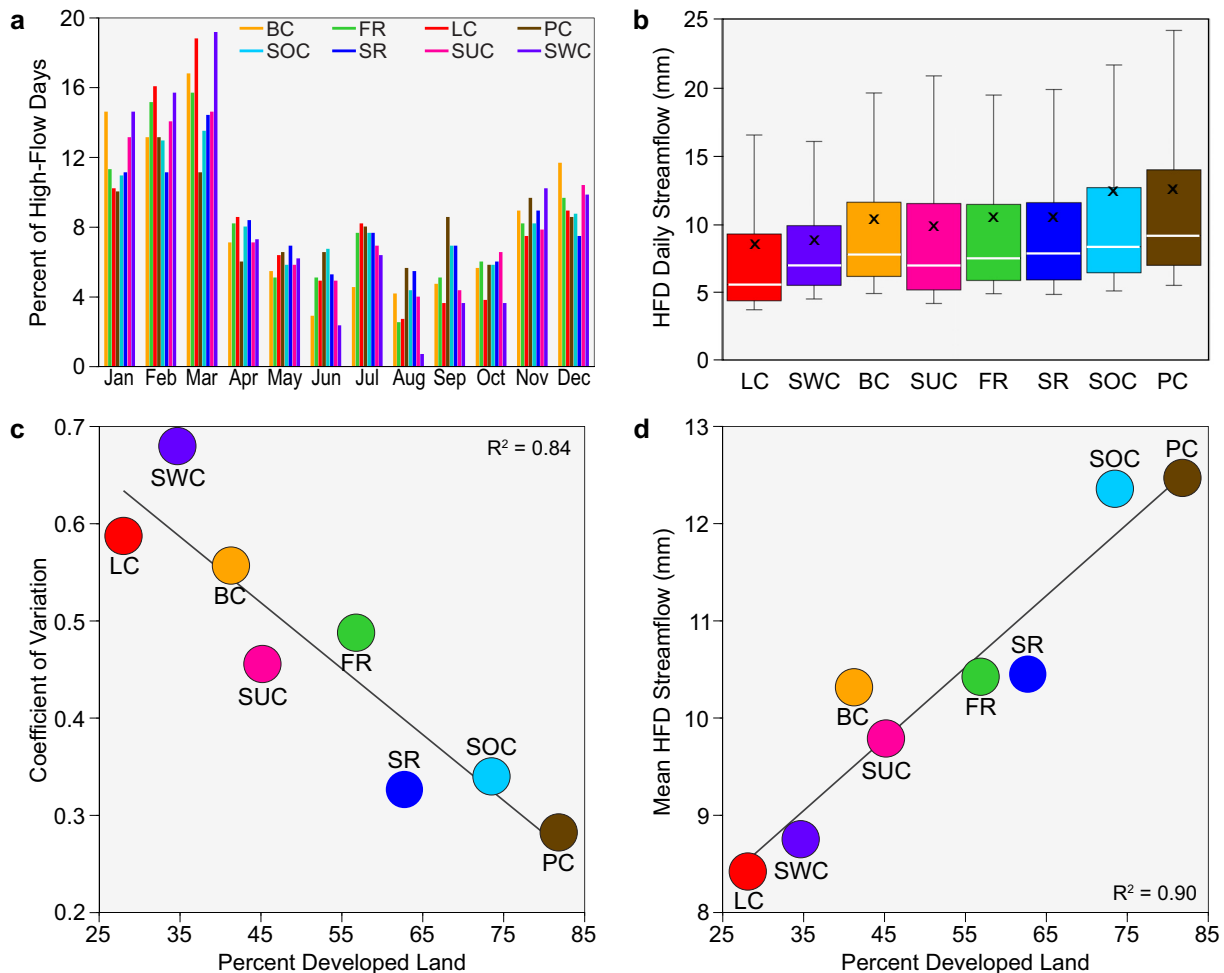 a
Percent of High-Flow Days
20
16
12
8
4
0
BC FR LC PC
SOC SR SUC SWC
Jan Feb Mar Apr May Jun Jul Aug Sep Oct Nov Dec
b
HFD Daily Streamflow (mm)
25
20
15
10
5
0
LC SWC BC SUC FR SR SOC PC
c
Coefficient of Variation
0.7
0.6
0.5
0.4
0.3
0.2
R² = 0.84
SWC
LC
BC
FR
SUC
SR
SOC
PC
25 35 45 55 65 75 85
Percent Developed Land
d
Mean HFD Streamflow (mm)
13
12
11
10
9
8
PC
SOC
SR
BC
FR
SUC
SWC
LC
R² = 0.90
25 35 45 55 65 75 85
Percent Developed Land